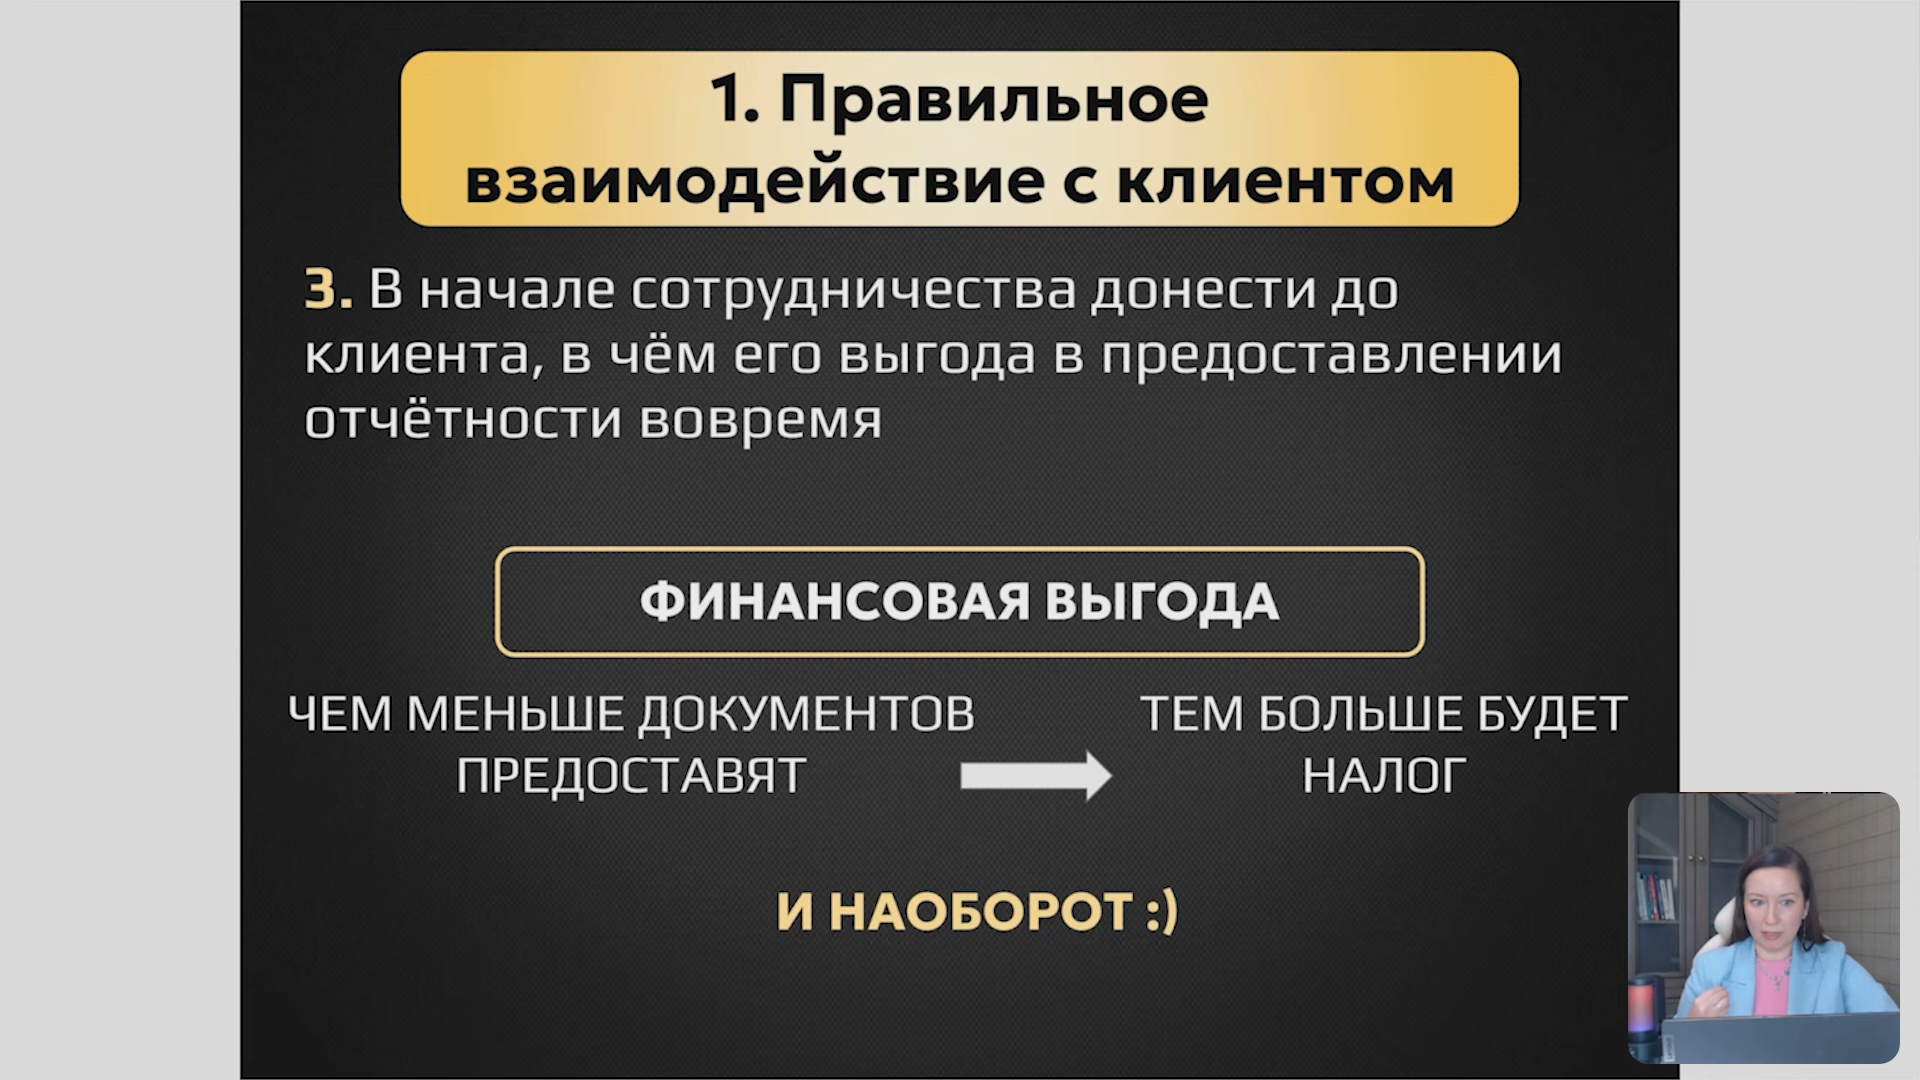 1. Правильное
взаимодействие с клиентом
3. В начале сотрудничества донести до
клиента, в чём его выгода в предоставлении
отчётности вовремя
ФИНАНСОВАЯ ВЫГОДА
ЧЕМ МЕНЬШЕ ДОКУМЕНТОВ
ПРЕДОСТАВЯТ
ТЕМ БОЛЬШЕ БУДЕТ
НАЛОГ
И НАОБОРОТ :)